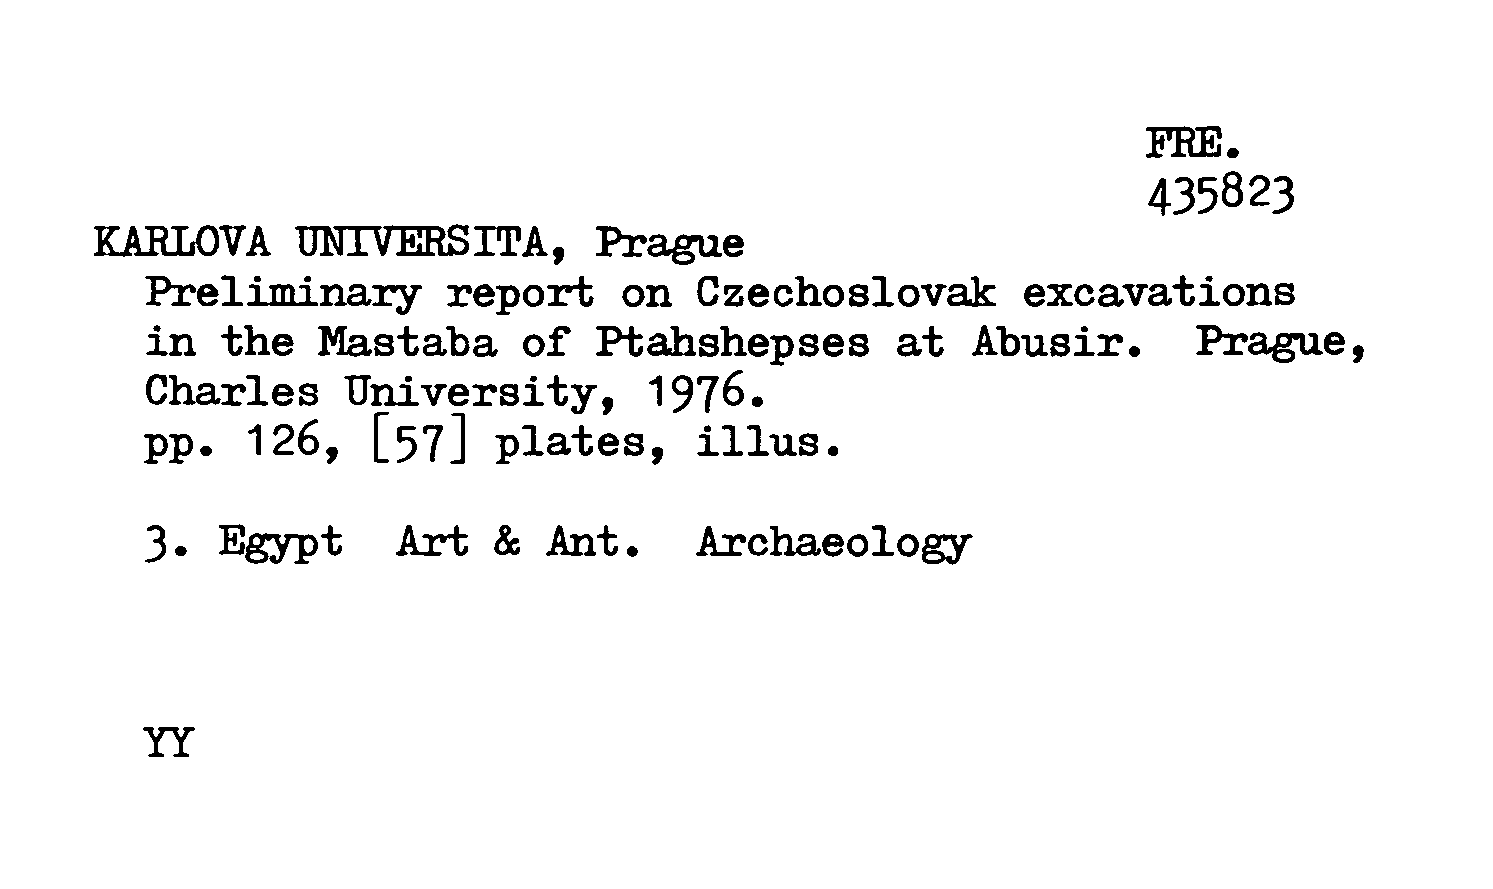 FRE.
435823
KARLOVA UNIVERSITA, Prague
Preliminary report on Czechoslovak excavations
in the Mastaba of Ptahshepses at Abusir. Prague,
Charles University, 1976.
pp. 126, [57] plates, illus.
3. Egypt Art & Ant. Archaeology
YY